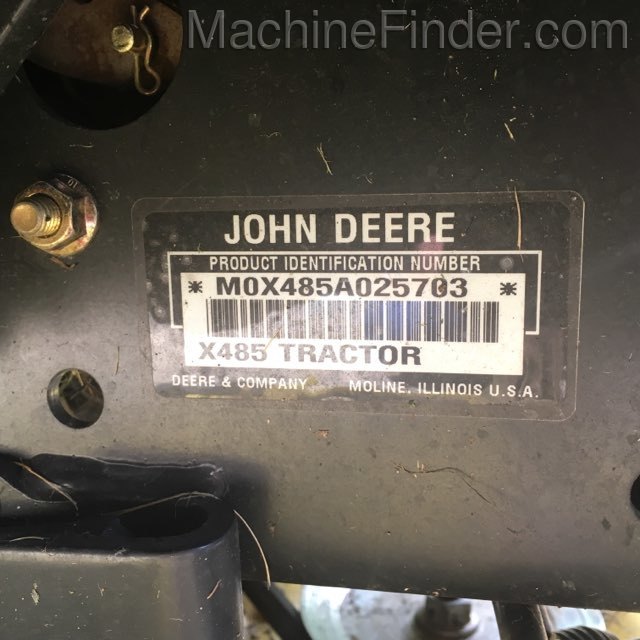 MachineFinder.com
JOHN DEERE
PRODUCT IDENTIFICATION NUMBER
* M0X485A025703 *
X485 TRACTOR
DEERE & COMPANY MOLINE, ILLINOIS U.S.A.